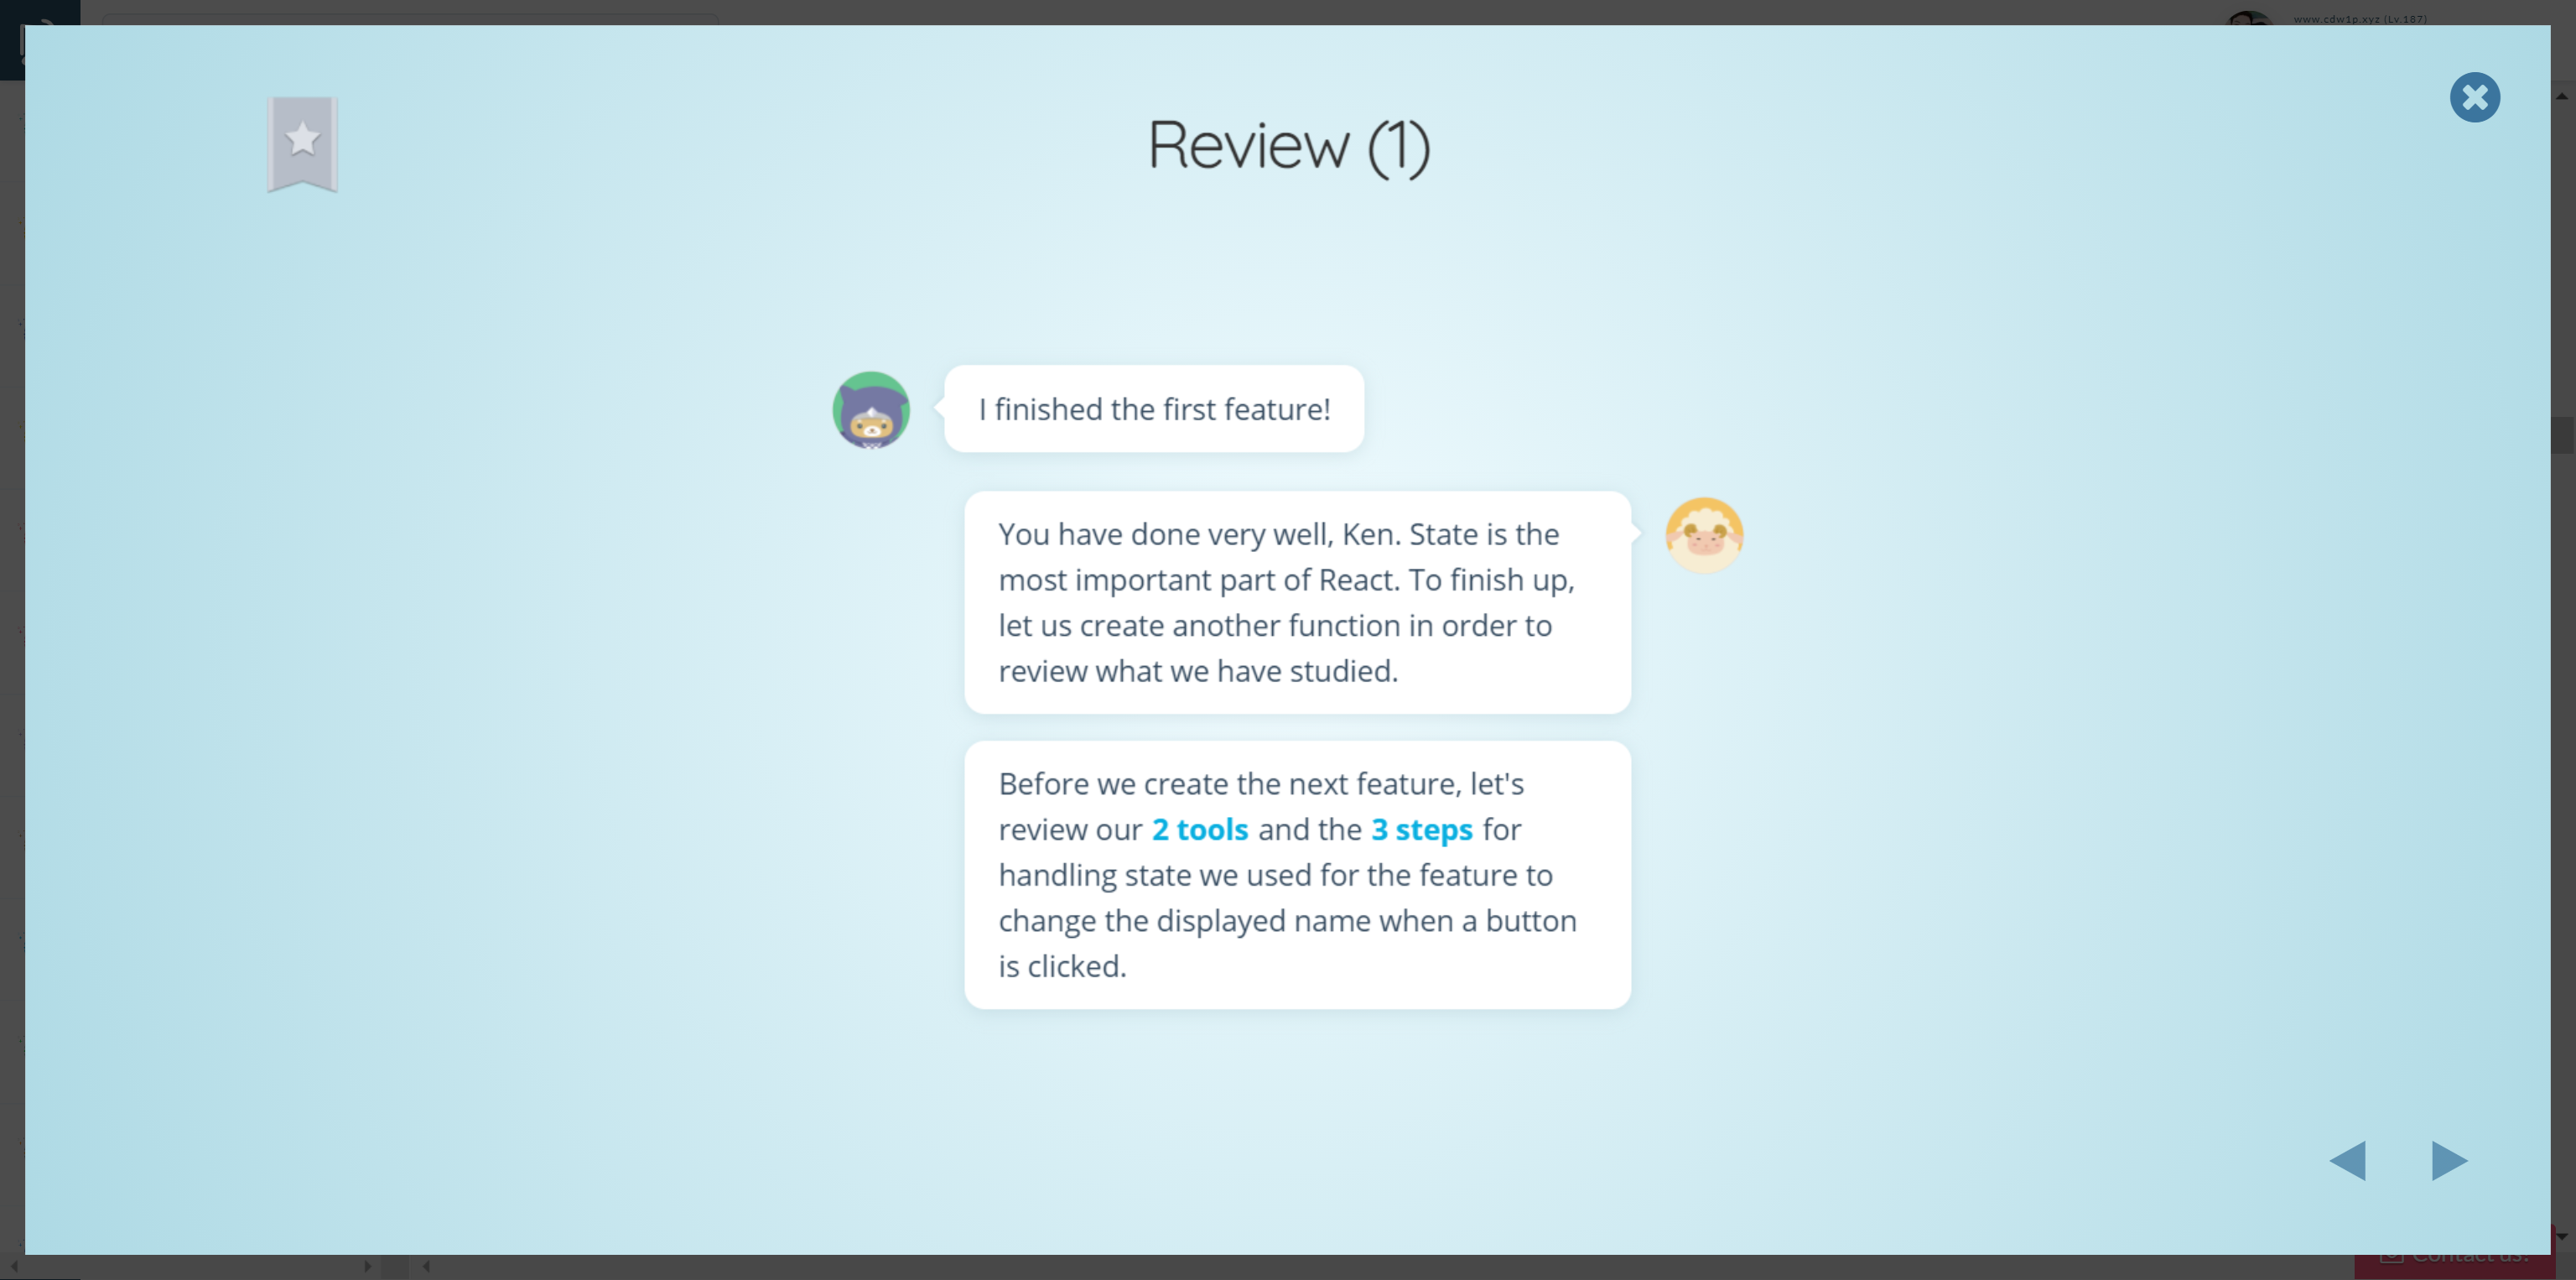 www.cdw1p.xyz (Lv.187)
Review (1)
I finished the first feature!
You have done very well, Ken. State is the
most important part of React. To finish up,
let us create another function in order to
review what we have studied.
Before we create the next feature, let's
review our 2 tools and the 3 steps for
handling state we used for the feature to
change the displayed name when a button
is clicked.
Contact us!